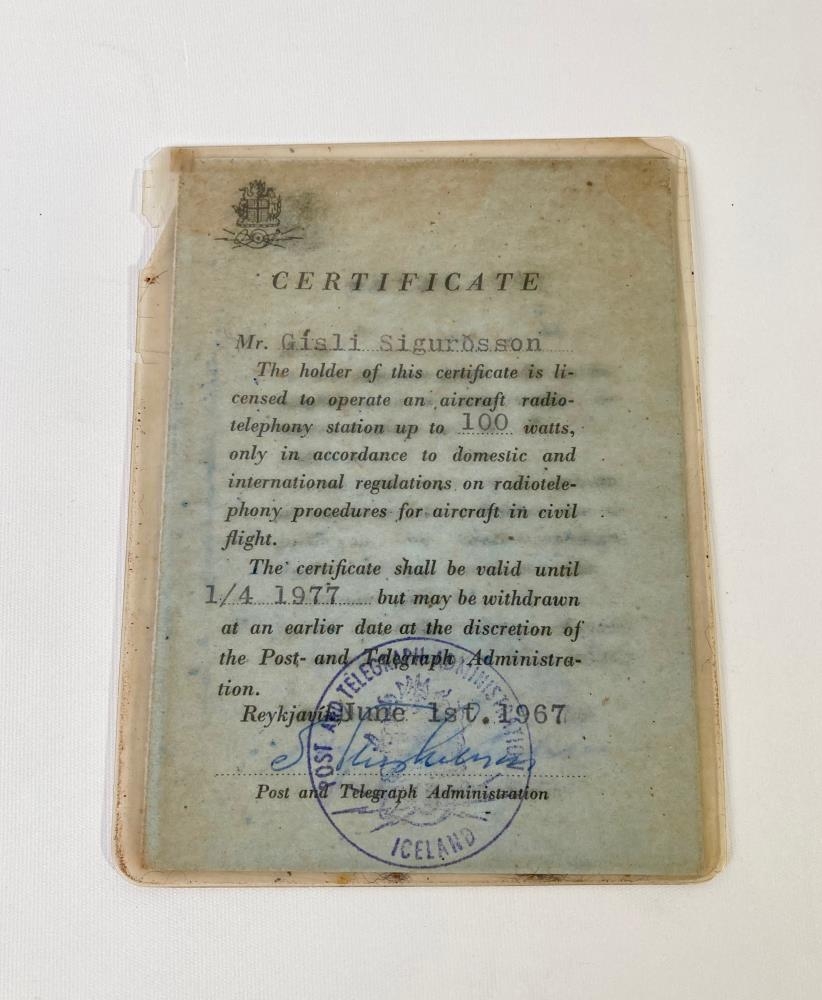 CERTIFICATE
Mr. Gísli Sigurðsson
The holder of this certificate is li-
censed to operate an aircraft radio-
telephony station up to 100 watts,
only in accordance to domestic and
international regulations on radiotele-
phony procedures for aircraft in civil
flight.
The certificate shall be valid until
1/4 1977 but may be withdrawn
at an earlier date at the discretion of
the Post- and Telegraph Administra-
tion.
Reykjavík, June 1st. 1967
Post and Telegraph Administration
POST AND TELEGRAPH ADMINISTRATION
ICELAND